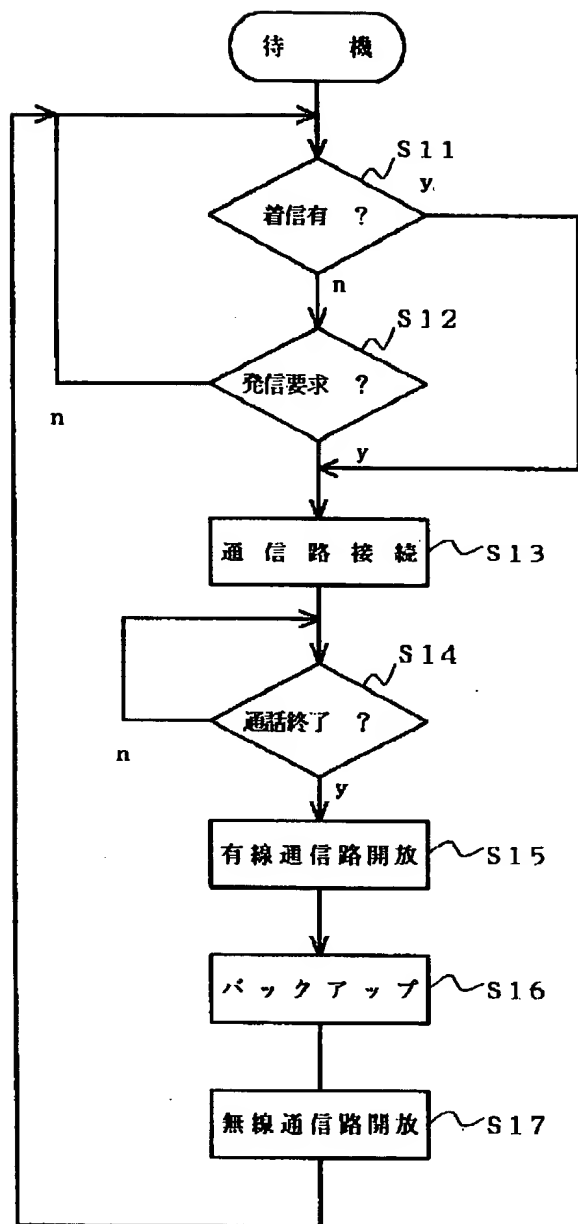 待 機
S11
y
着信有 ?
n
S12
発信要求 ?
n
y
通信路接続
S13
S14
通話終了 ?
n
y
有線通信路開放
S15
バックアップ
S16
無線通信路開放
S17